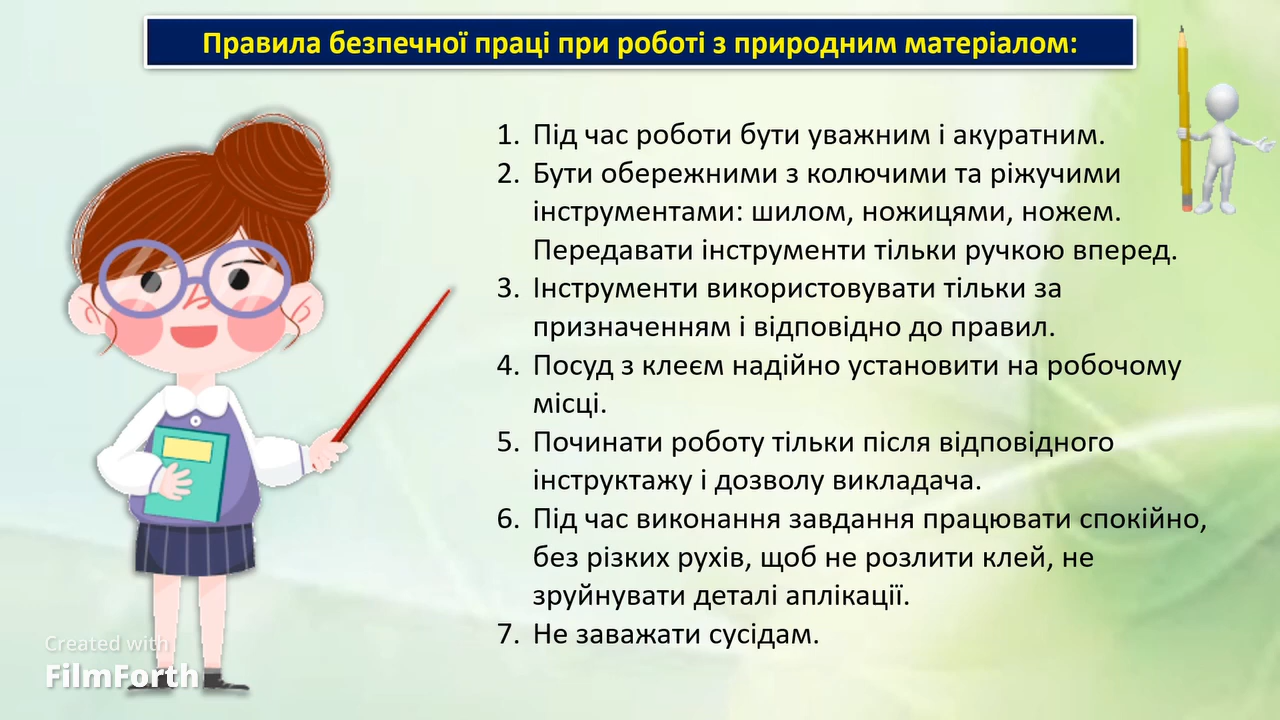 Правила безпечної праці при роботі з природним матеріалом:
1. Під час роботи бути уважним і акуратним.
2. Бути обережними з колючими та ріжучими
інструментами: шилом, ножицями, ножем.
Передавати інструменти тільки ручкою вперед.
3. Інструменти використовувати тільки за
призначенням і відповідно до правил.
4. Посуд з клеєм надійно установити на робочому
місці.
5. Починати роботу тільки після відповідного
інструктажу і дозволу викладача.
6. Під час виконання завдання працювати спокійно,
без різких рухів, щоб не розлити клей, не
зруйнувати деталі аплікації.
7. Не заважати сусідам.
Created with
FilmForth